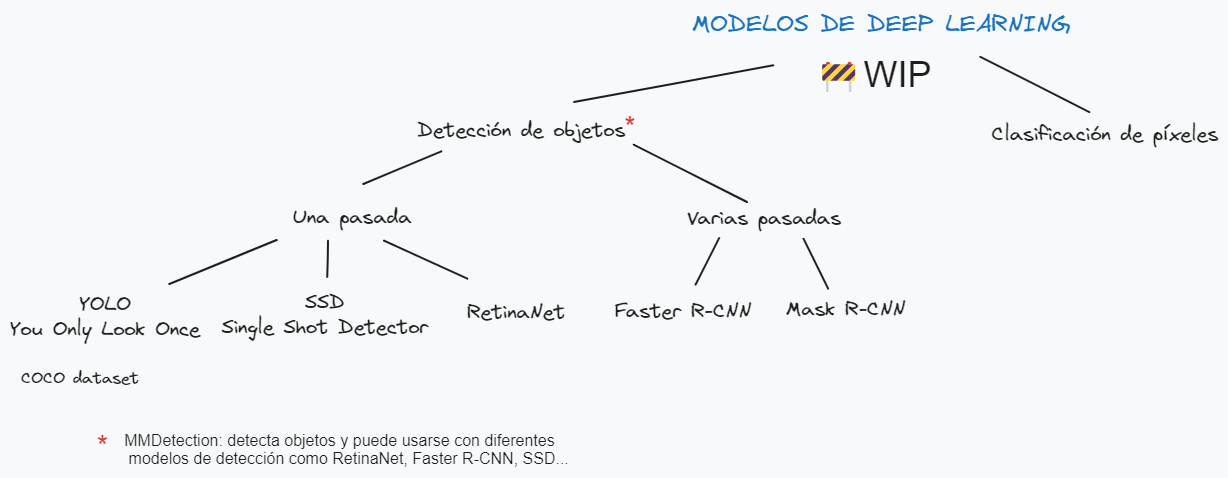 MODELOS DE DEEP LEARNING
🚧 WIP
Detección de objetos*
Clasificación de píxeles
Una pasada
Varias pasadas
YOLO
You Only Look Once
SSD
Single Shot Detector
RetinaNet
Faster R-CNN
Mask R-CNN
COCO dataset
* MMDetection: detecta objetos y puede usarse con diferentes
modelos de detección como RetinaNet, Faster R-CNN, SSD...